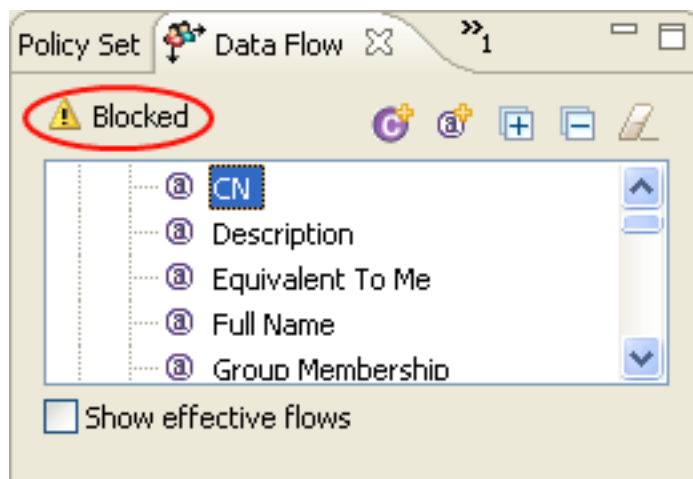 Policy Set Data Flow »1
Blocked
CN
Description
Equivalent To Me
Full Name
Group Membership
Show effective flows